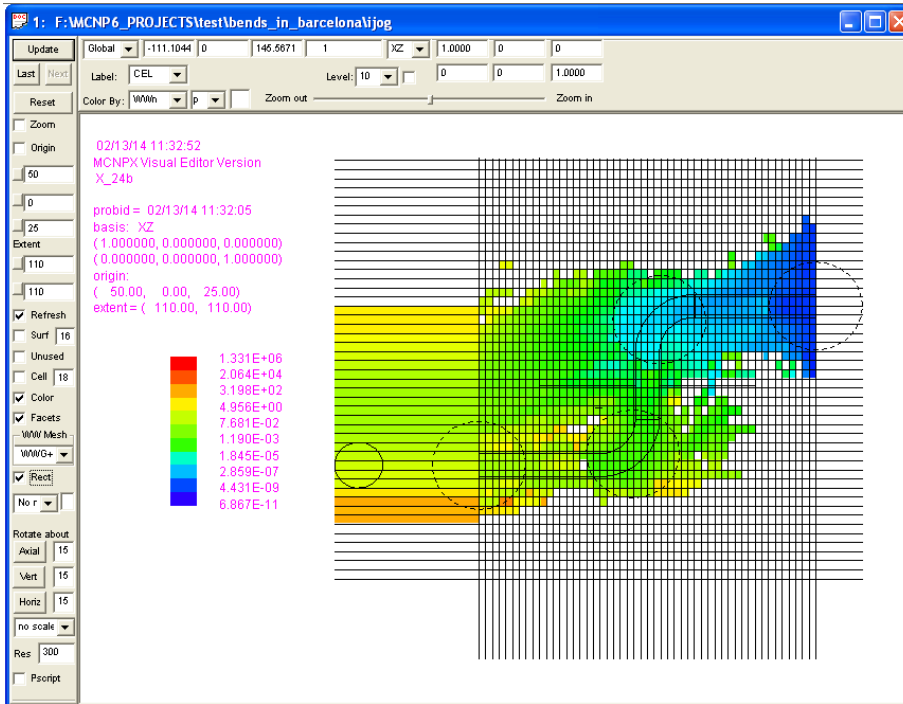 1: F:\MCNP6_PROJECTS\test\bends_in_barcelona\ijog
Update
Global -111.1044 0 145.5671 1 XZ 1.0000 0 0
Last Next
Label: CEL Level: 10 0 0 1.0000
Reset
Color By: WWn p Zoom out Zoom in
Zoom
Origin
50
0
25
Extent
110
110
Refresh
Surf 16
Unused
Cell 18
Color
Facets
WW Mesh
WWG+
Rect
No r
Rotate about
Axial 15
Vert 15
Horiz 15
no scale
Res 300
Pscript
02/13/14 11:32:52
MCNPX Visual Editor Version
X_24b
probid = 02/13/14 11:32:05
basis: XZ
( 1.000000, 0.000000, 0.000000)
( 0.000000, 0.000000, 1.000000)
origin:
( 50.00, 0.00, 25.00)
extent = ( 110.00, 110.00)
1.331E+06
2.064E+04
3.198E+02
4.956E+00
7.681E-02
1.190E-03
1.845E-05
2.859E-07
4.431E-09
6.867E-11